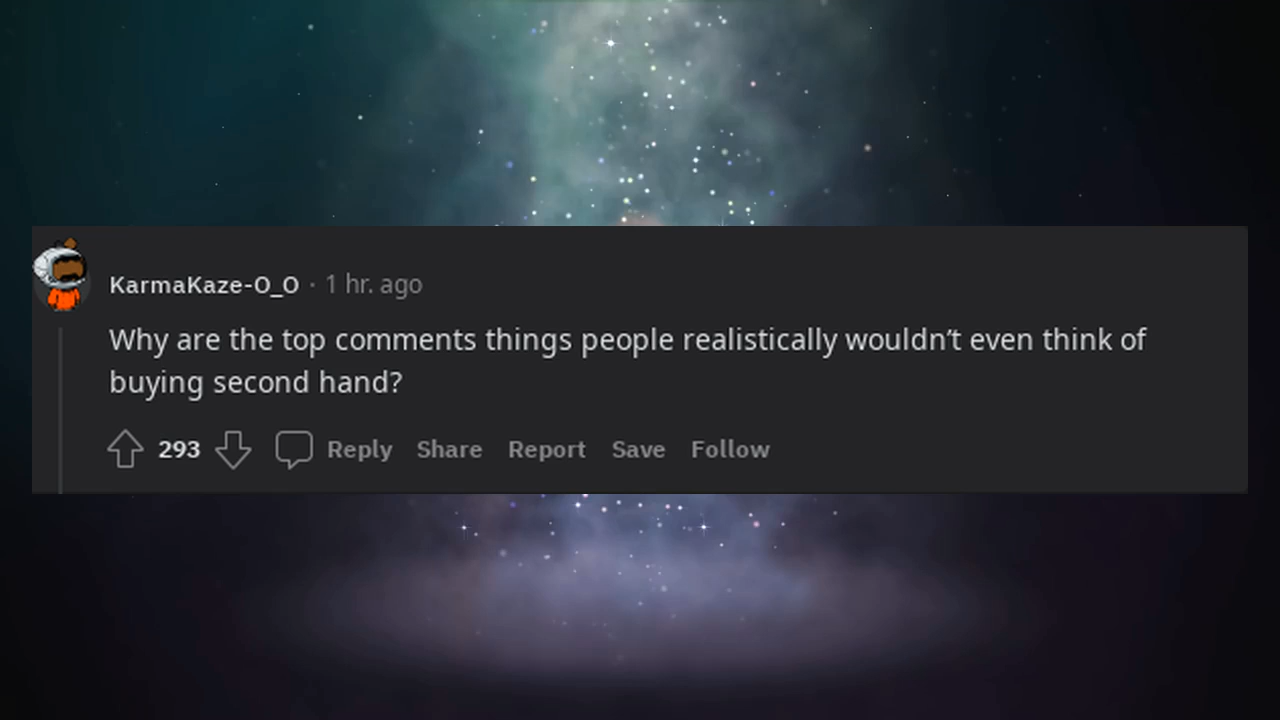 KarmaKaze-O_O · 1 hr. ago
Why are the top comments things people realistically wouldn’t even think of
buying second hand?
293 Reply Share Report Save Follow